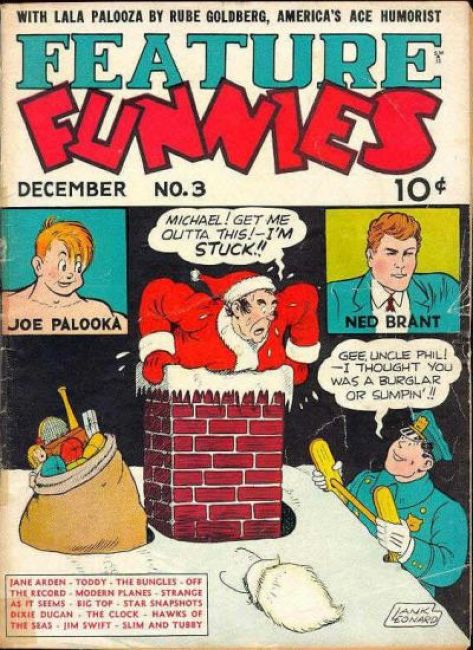 WITH LALA PALOOZA BY RUBE GOLDBERG, AMERICA'S ACE HUMORIST
FEATURE
FUNNIES
DECEMBER NO. 3
10¢
MICHAEL! GET ME
OUTTA THIS!-I'M
STUCK!!
JOE PALOOKA
NED BRANT
GEE, UNCLE PHIL!
-I THOUGHT YOU
WAS A BURGLAR
OR SUMPIN'!!
JANE ARDEN - TODDY - THE BUNGLES - OFF
THE RECORD - MODERN PLANES - STRANGE
AS IT SEEMS - BIG TOP - STAR SNAPSHOTS
DIXIE DUGAN - THE CLOCK - HAWKS OF
THE SEAS - JIM SWIFT - SLIM AND TUBBY
LANK
LEONARD